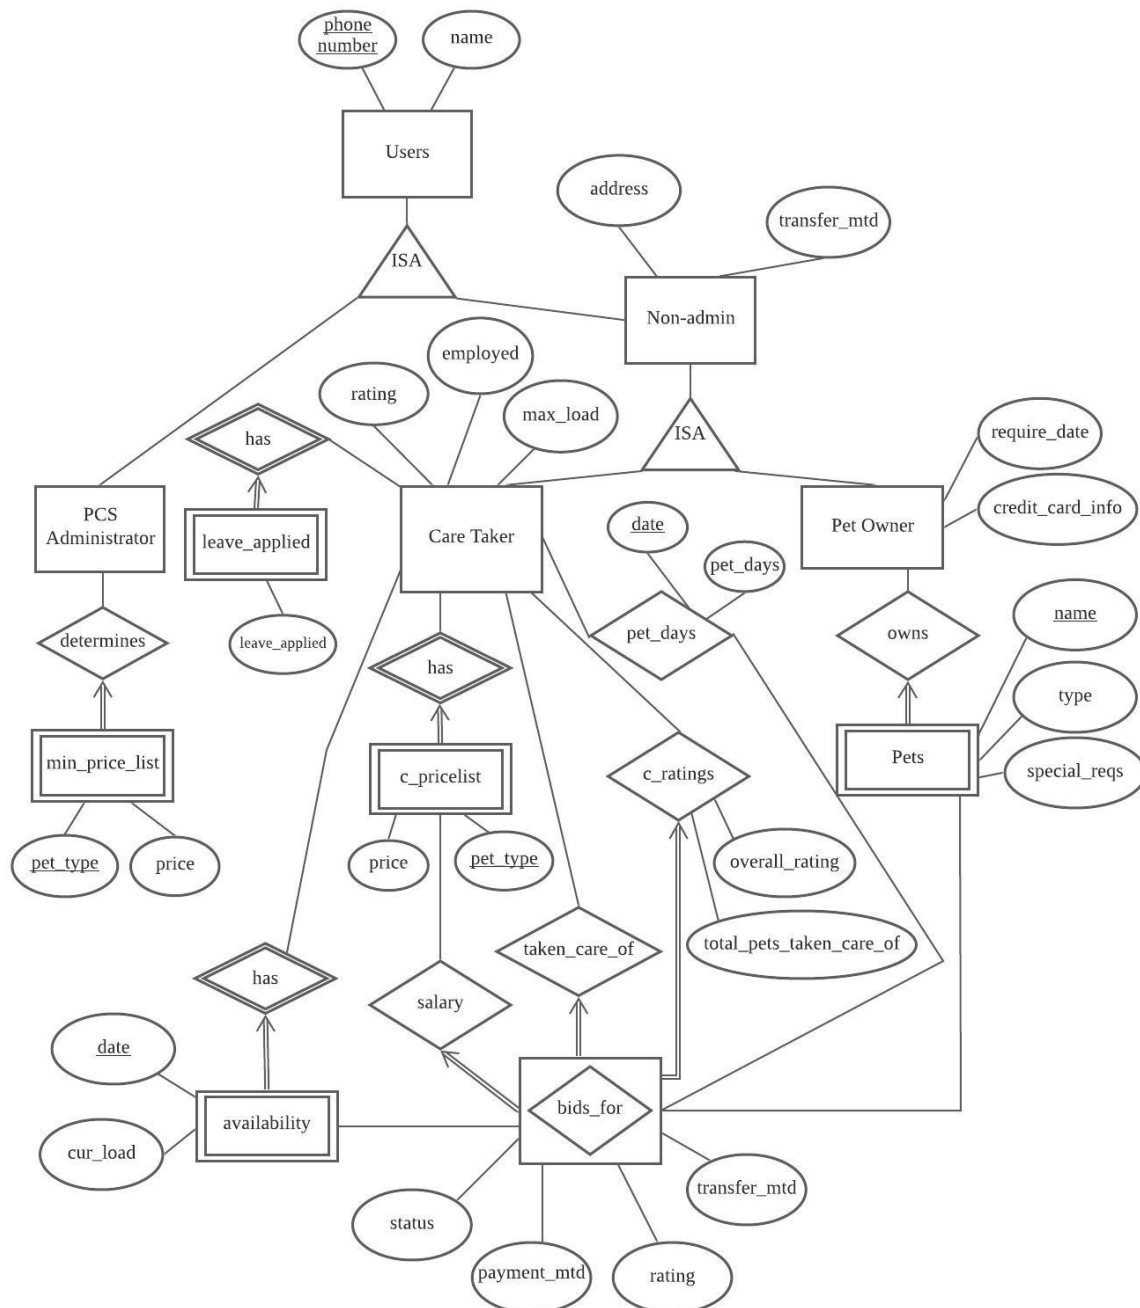 phone
number
name
Users
address
transfer_mtd
ISA
Non-admin
employed
rating
max_load
has
ISA
require_date
PCS
Administrator
leave_applied
Care Taker
date
Pet Owner
credit_card_info
pet_days
leave_applied
determines
has
pet_days
owns
name
type
min_price_list
c_pricelist
c_ratings
Pets
special_reqs
pet_type
price
price
pet_type
overall_rating
taken_care_of
total_pets_taken_care_of
has
salary
date
availability
bids_for
cur_load
status
transfer_mtd
payment_mtd
rating